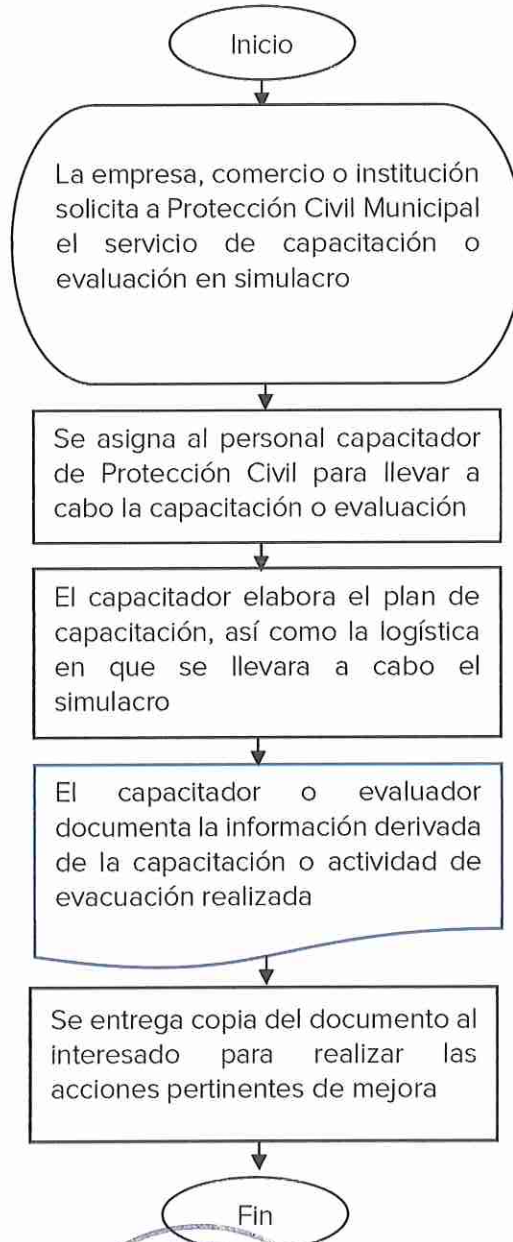 Inicio
La empresa, comercio o institución
solicita a Protección Civil Municipal
el servicio de capacitación o
evaluación en simulacro
Se asigna al personal capacitador
de Protección Civil para llevar a
cabo la capacitación o evaluación
El capacitador elabora el plan de
capacitación, así como la logística
en que se llevara a cabo el
simulacro
El capacitador o evaluador
documenta la información derivada
de la capacitación o actividad de
evacuación realizada
Se entrega copia del documento al
interesado para realizar las
acciones pertinentes de mejora
Fin